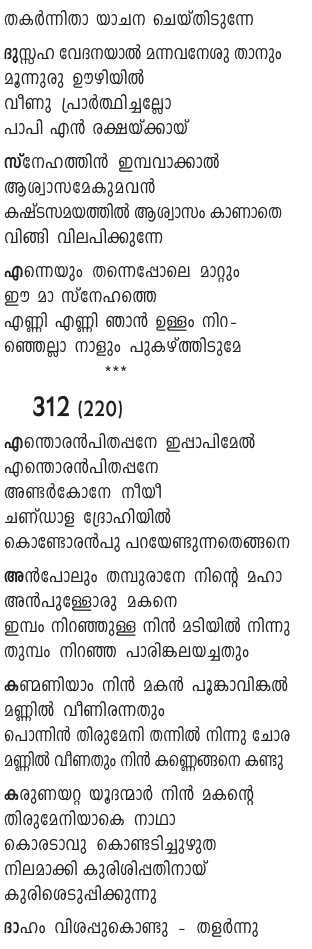 തകർന്നിതാ യാചന ചെയ്തിടുന്നേ
ദുസ്സഹ വേദനയാൽ മന്നവനേശു താനും
മൂന്നുരു ഊഴിയിൽ
വീണു പ്രാർത്ഥിച്ചല്ലോ
പാപി എൻ രക്ഷയ്ക്കായ്
സ്നേഹത്തിൻ ഇമ്പവാക്കാൽ
ആശ്വാസമേകുമവൻ
കഷ്ടസമയത്തിൽ ആശ്വാസം കാണാതെ
വിങ്ങി വിലപിക്കുന്നേ
എന്നെയും തന്നെപ്പോലെ മാറ്റും
ഈ മാ സ്നേഹത്തെ
എണ്ണി എണ്ണി ഞാൻ ഉള്ളം നിറ-
ഞ്ഞെല്ലാ നാളും പുകഴ്ത്തിടുമേ
***
312 (220)
എന്തൊരൻപിതപ്പനേ ഇപ്പാപിമേൽ
എന്തൊരൻപിതപ്പനേ
അണ്ടർകോനേ നീയീ
ചണ്ഡാള ദ്രോഹിയിൽ
കൊണ്ടോരൻപു പറയേണ്ടുന്നതെങ്ങനെ
അൻപോലും തമ്പുരാനേ നിന്റെ മഹാ
അൻപുള്ളോരു മകനെ
ഇമ്പം നിറഞ്ഞുള്ള നിൻ മടിയിൽ നിന്നു
തുമ്പം നിറഞ്ഞ പാരിങ്കലയച്ചതും
കണ്മണിയാം നിൻ മകൻ പൂങ്കാവിങ്കൽ
മണ്ണിൽ വീണിരന്നതും
പൊന്നിൻ തിരുമേനി തന്നിൽ നിന്നു ചോര
മണ്ണിൽ വീണതും നിൻ കണ്ണെങ്ങനെ കണ്ടു
കരുണയറ്റ യൂദന്മാർ നിൻ മകന്റെ
തിരുമേനിയാകെ നാഥാ
കൊരടാവു കൊണ്ടടിച്ചുഴുത
നിലമാക്കി കുരിശിപ്പതിനായ്
കുരിശെടുപ്പിക്കുന്നു
ദാഹം വിശപ്പുകൊണ്ടു - തളർന്നു